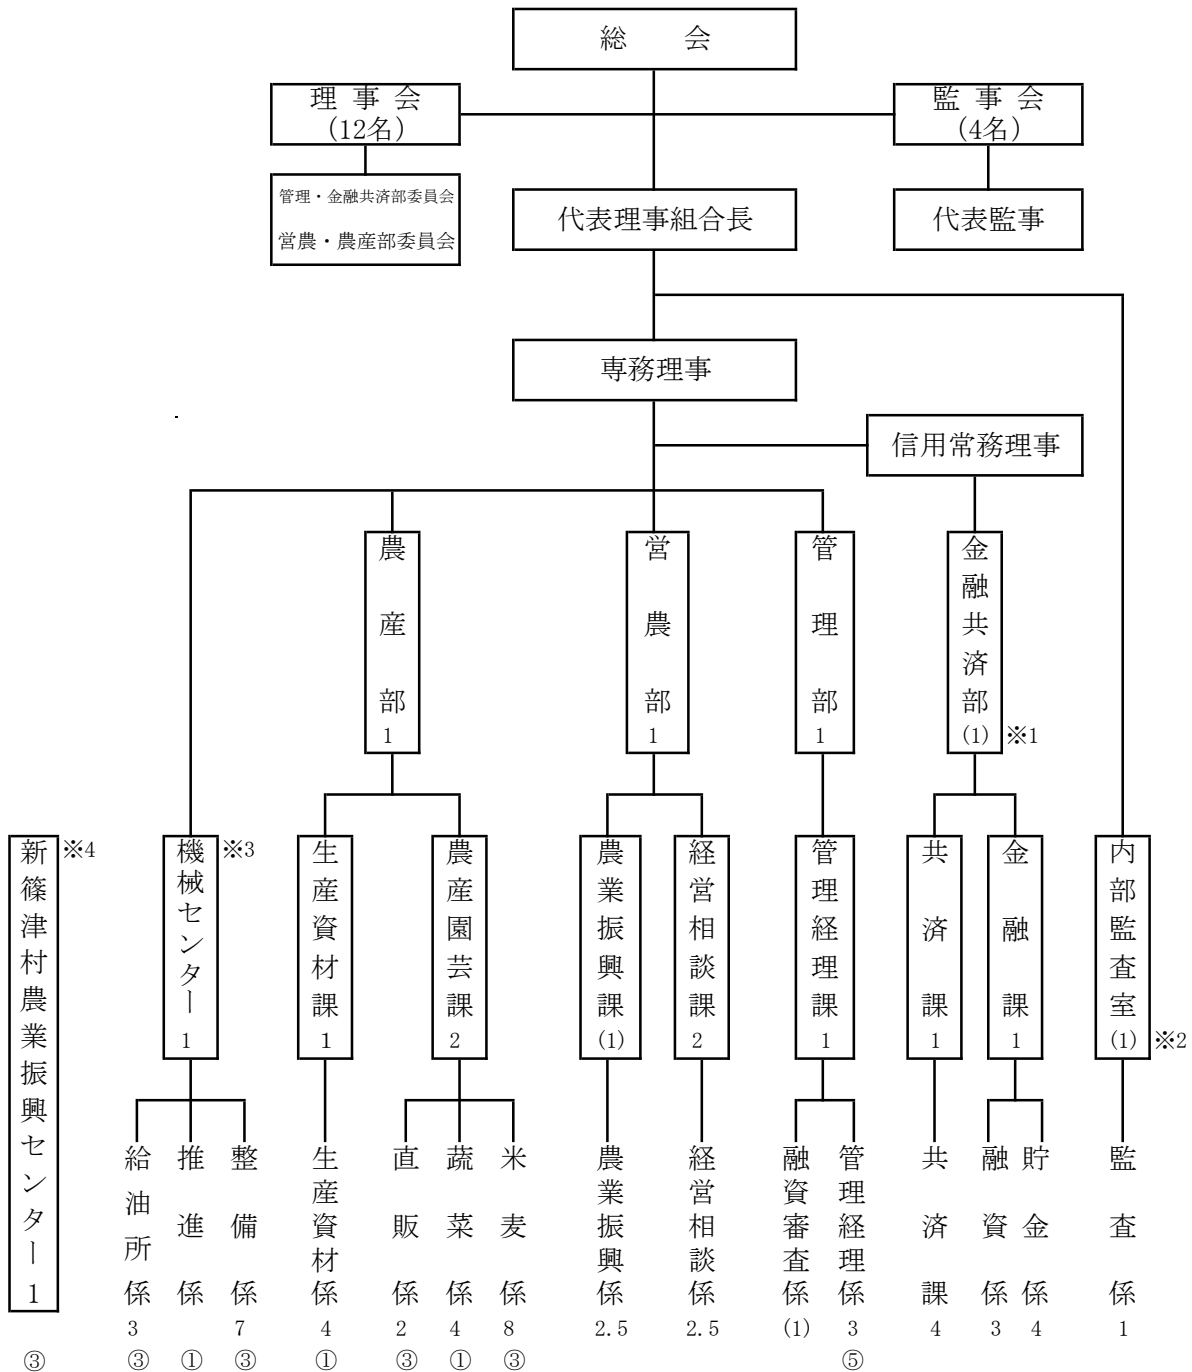 総会
理事会
(12名)
監事会
(4名)
管理・金融共済部委員会
営農・農産部委員会
代表理事組合長
代表監事
専務理事
信用常務理事
農産部
1
営農部
1
管理部
1
金融共済部
(1) ※1
新篠津村農業振興センター
1
※4
③
機械センター
1
※3
生産資材課
1
農産園芸課
2
農業振興課
(1)
経営相談課
2
管理経理課
1
共済課
1
金融課
1
内部監査室
(1) ※2
給油所係
3
③
推進係
①
整備係
7
③
生産資材係
4
①
直販係
2
③
蔬菜係
4
①
米麦係
8
③
農業振興係
2.5
経営相談係
2.5
融資審査係
(1)
管理経理係
3
⑤
共済課
4
融資係
3
貯金係
4
監査係
1